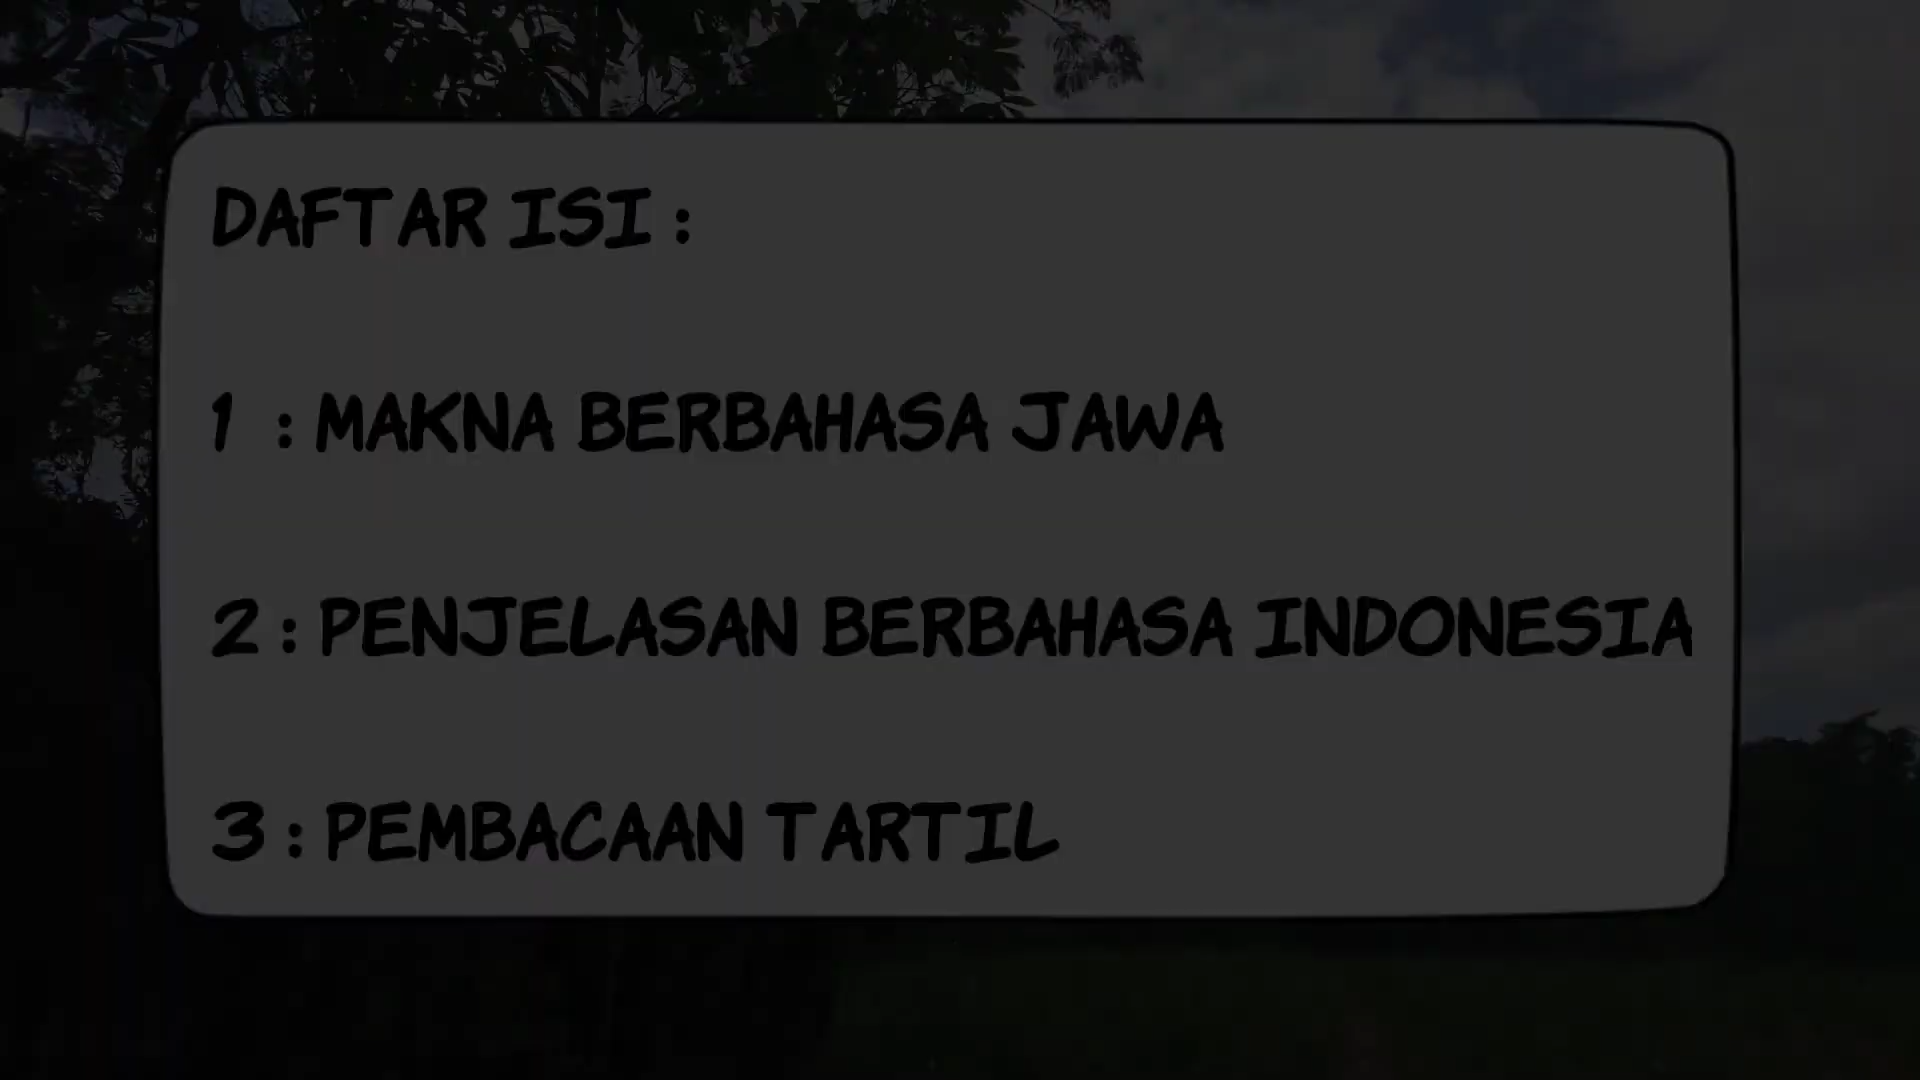 DAFTAR ISI :
1 : MAKNA BERBAHASA JAWA
2 : PENJELASAN BERBAHASA INDONESIA
3 : PEMBACAAN TARTIL